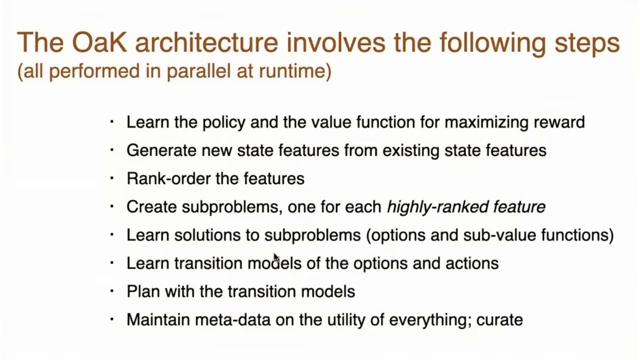 The OaK architecture involves the following steps
(all performed in parallel at runtime)
· Learn the policy and the value function for maximizing reward
· Generate new state features from existing state features
· Rank-order the features
· Create subproblems, one for each highly-ranked feature
· Learn solutions to subproblems (options and sub-value functions)
· Learn transition models of the options and actions
· Plan with the transition models
· Maintain meta-data on the utility of everything; curate